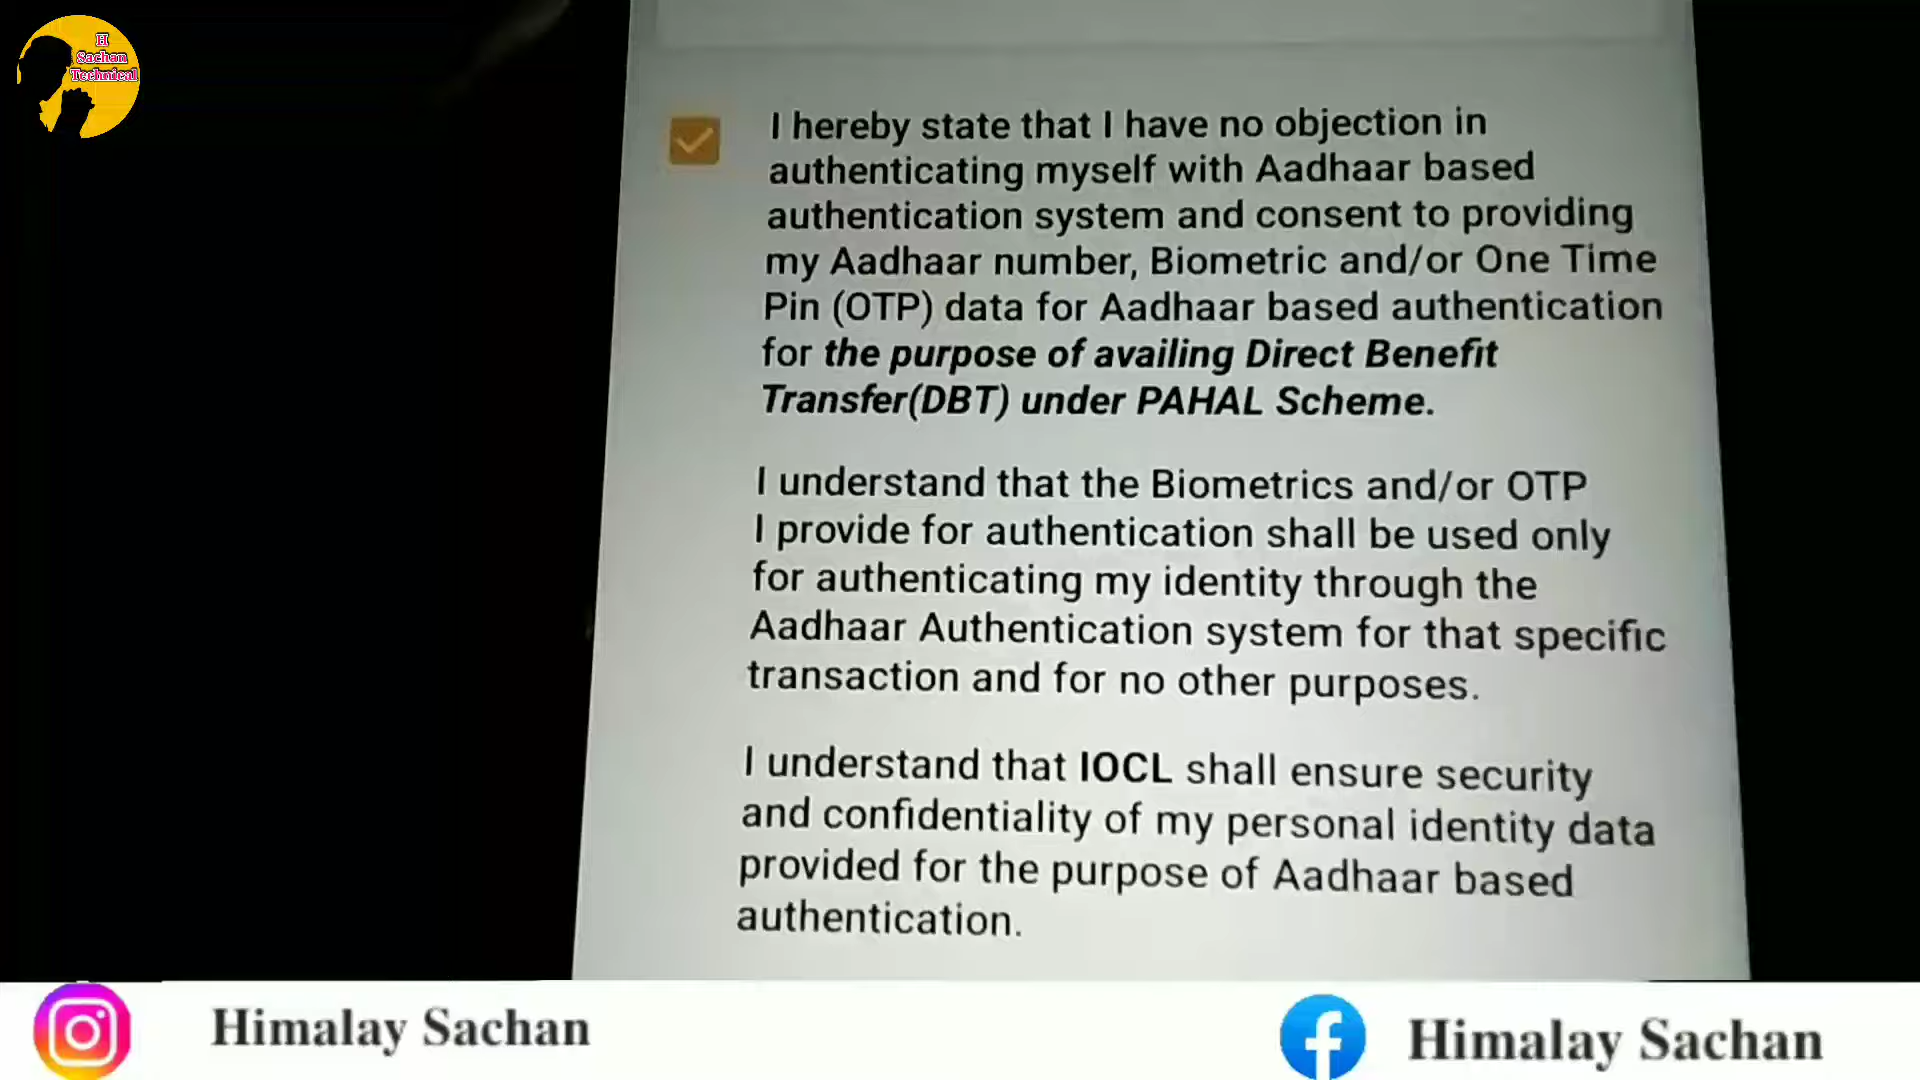 H
Sachan
Technical
I hereby state that I have no objection in
authenticating myself with Aadhaar based
authentication system and consent to providing
my Aadhaar number, Biometric and/or One Time
Pin (OTP) data for Aadhaar based authentication
for the purpose of availing Direct Benefit
Transfer(DBT) under PAHAL Scheme.
I understand that the Biometrics and/or OTP
I provide for authentication shall be used only
for authenticating my identity through the
Aadhaar Authentication system for that specific
transaction and for no other purposes.
I understand that IOCL shall ensure security
and confidentiality of my personal identity data
provided for the purpose of Aadhaar based
authentication.
Himalay Sachan
Himalay Sachan